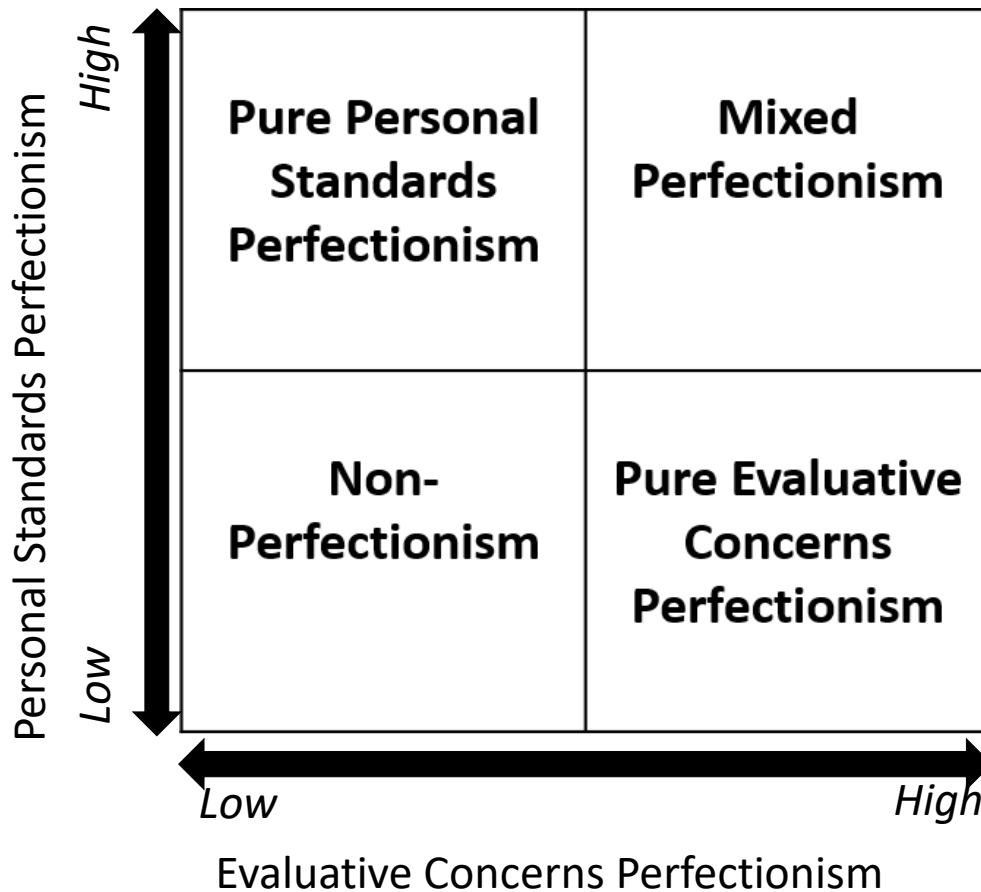 Personal Standards Perfectionism
High
Low
Pure Personal
Standards
Perfectionism
Mixed
Perfectionism
Non-
Perfectionism
Pure Evaluative
Concerns
Perfectionism
Low
High
Evaluative Concerns Perfectionism